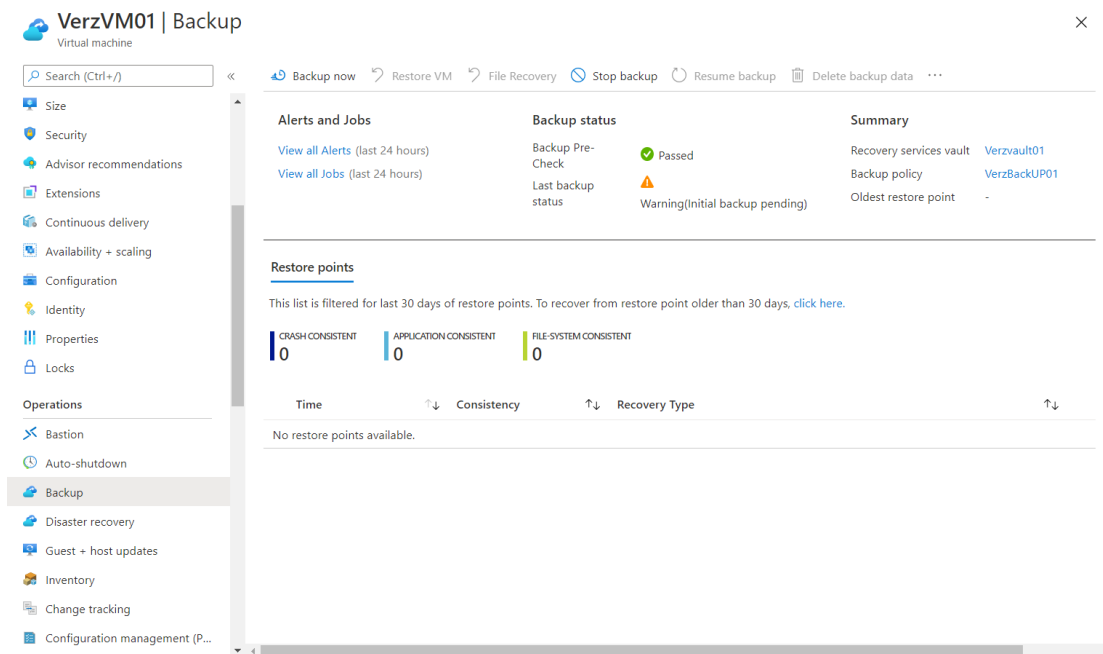 VerzVM01 | Backup
Virtual machine
Search (Ctrl+/)
«
Size
Security
Advisor recommendations
Extensions
Continuous delivery
Availability + scaling
Configuration
Identity
Properties
Locks
Operations
Bastion
Auto-shutdown
Backup
Disaster recovery
Guest + host updates
Inventory
Change tracking
Configuration management (P...
Backup now Restore VM File Recovery Stop backup Resume backup Delete backup data ...
Alerts and Jobs
View all Alerts (last 24 hours)
View all Jobs (last 24 hours)
Backup status
Backup Pre-
Check
Passed
Last backup
status
Warning(Initial backup pending)
Summary
Recovery services vault Verzvault01
Backup policy VerzBackUP01
Oldest restore point -
Restore points
This list is filtered for last 30 days of restore points. To recover from restore point older than 30 days, click here.
CRASH CONSISTENT
0
APPLICATION CONSISTENT
0
FILE-SYSTEM CONSISTENT
0
Time Consistency Recovery Type
No restore points available.